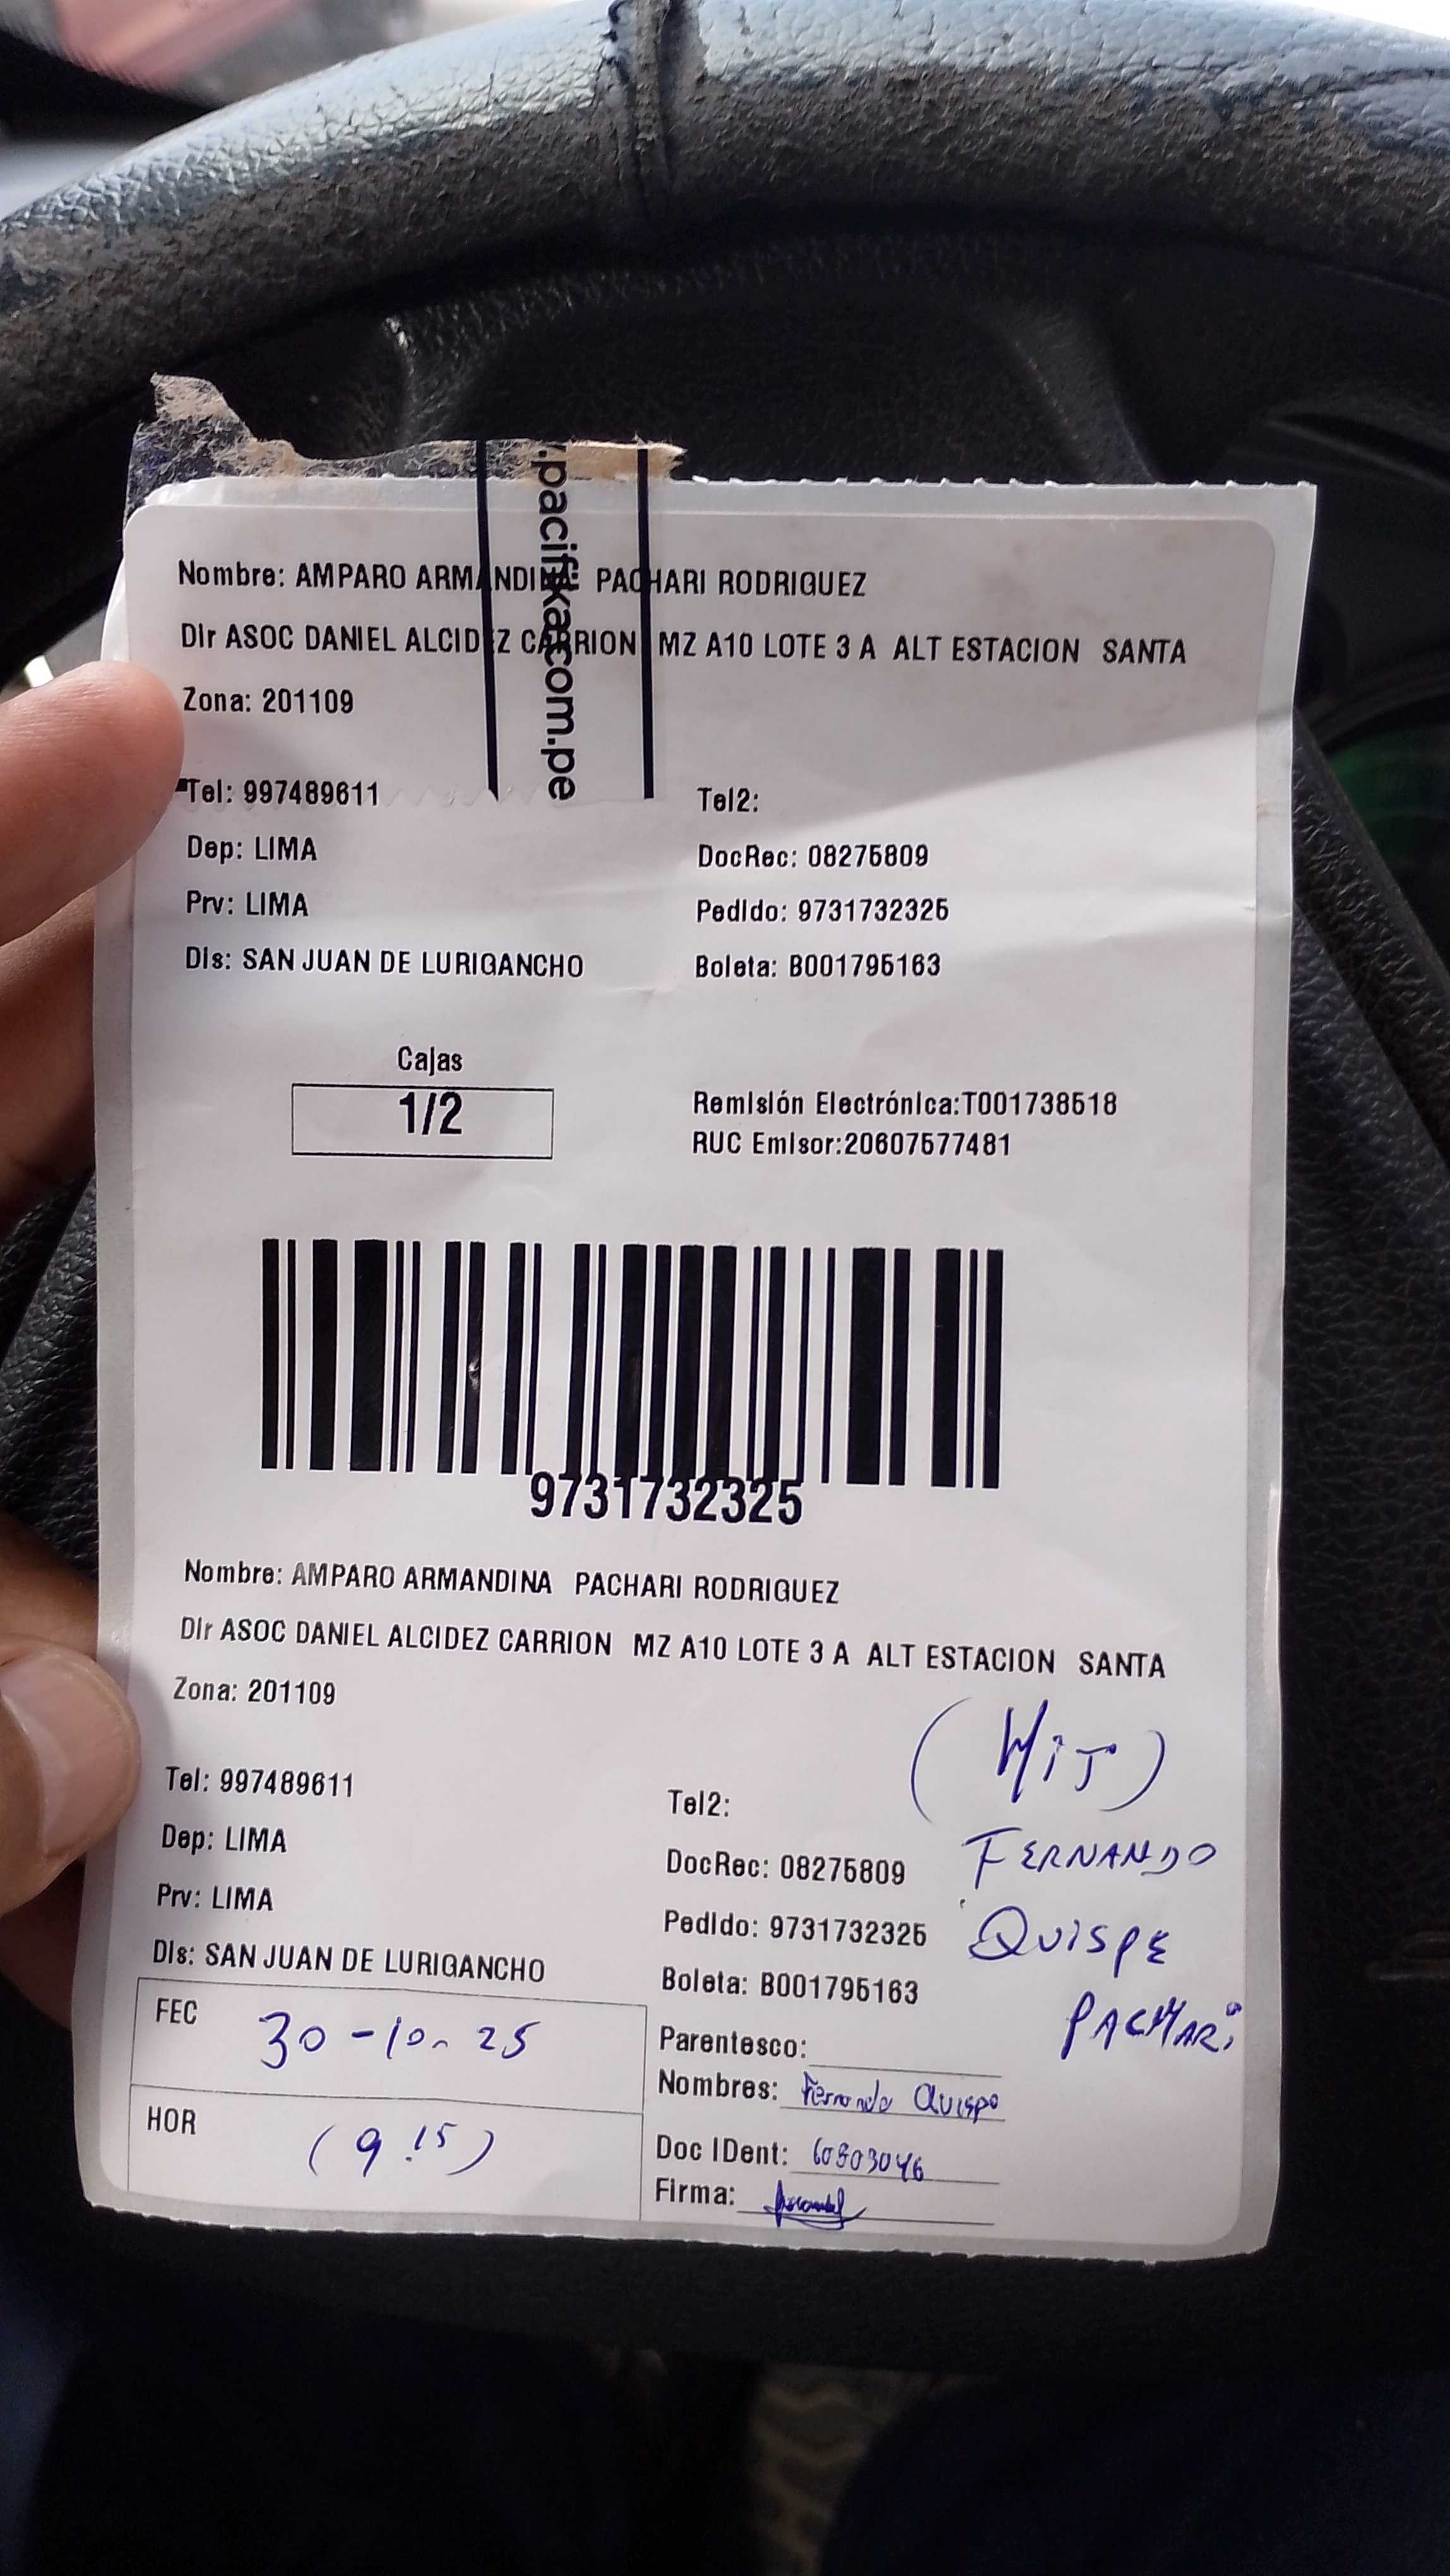 .pacifika.com.pe
Nombre: AMPARO ARMANDINA PACHARI RODRIGUEZ
Dir ASOC DANIEL ALCIDEZ CARRION MZ A10 LOTE 3 A ALT ESTACION SANTA
Zona: 201109
Tel: 997489611 Tel2:
Dep: LIMA DocRec: 08275809
Prv: LIMA Pedido: 9731732325
Dis: SAN JUAN DE LURIGANCHO Boleta: B001795163
Cajas
1/2
Remisión Electrónica:T001738518
RUC Emisor:20607577481
9731732325
Nombre: AMPARO ARMANDINA PACHARI RODRIGUEZ
Dir ASOC DANIEL ALCIDEZ CARRION MZ A10 LOTE 3 A ALT ESTACION SANTA
Zona: 201109
(HiJ)
Tel: 997489611 Tel2:
Dep: LIMA DocRec: 08275809 FERNANDO
Prv: LIMA Pedido: 9731732325 QUISPE
Dis: SAN JUAN DE LURIGANCHO Boleta: B001795163 PACHARi
FEC 30-10-25
Parentesco:
Nombres: Fernando Quispe
HOR (9:15)
Doc IDent: 60803046
Firma: